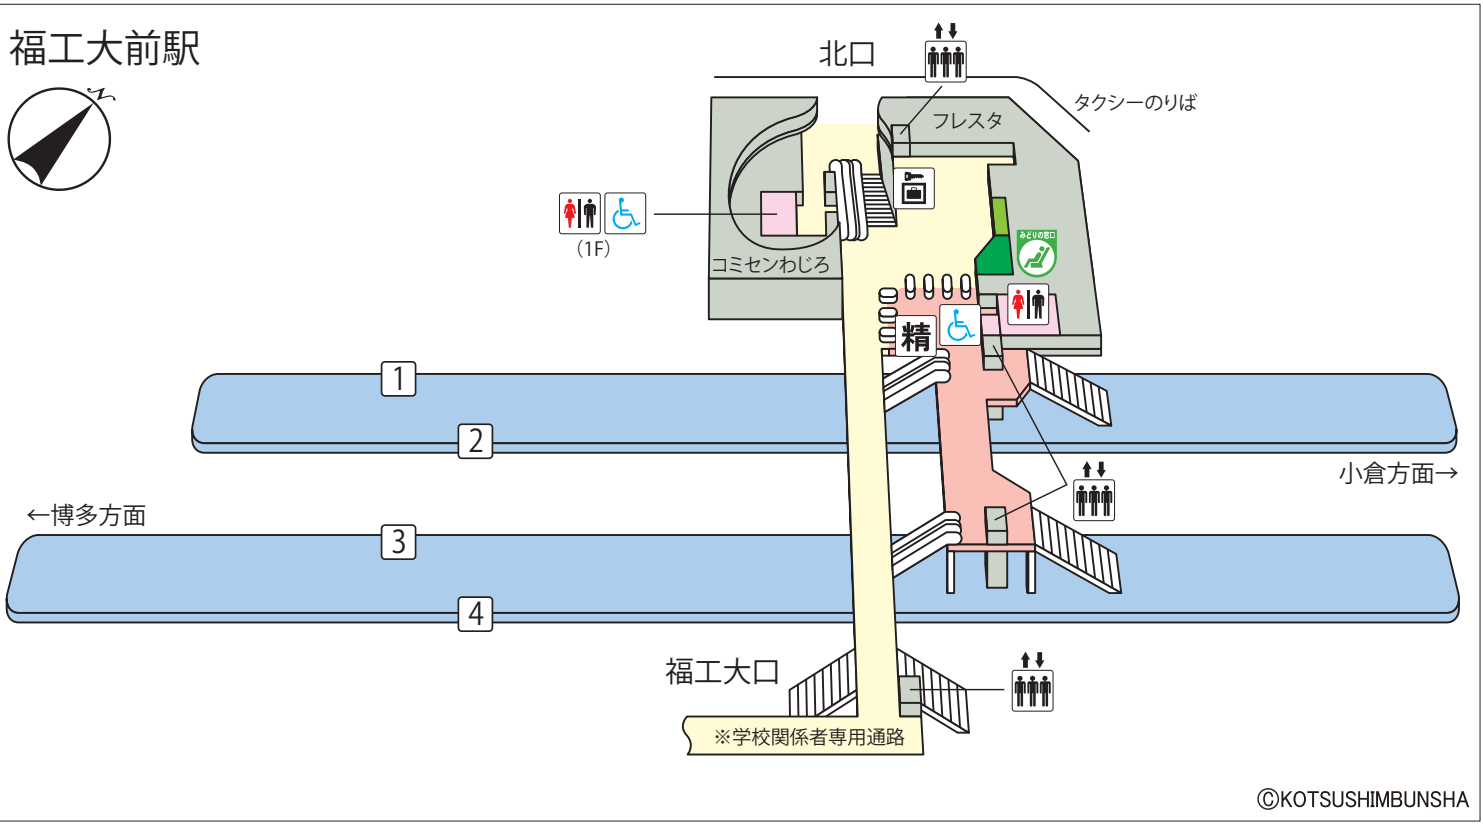 福工大前駅
N
北口
タクシーのりば
フレスタ
(1F)
みどりの窓口
コミセンわじろ
精
1
2
小倉方面→
←博多方面
3
4
福工大口
※学校関係者専用通路
©KOTSUSHIMBUNSHA